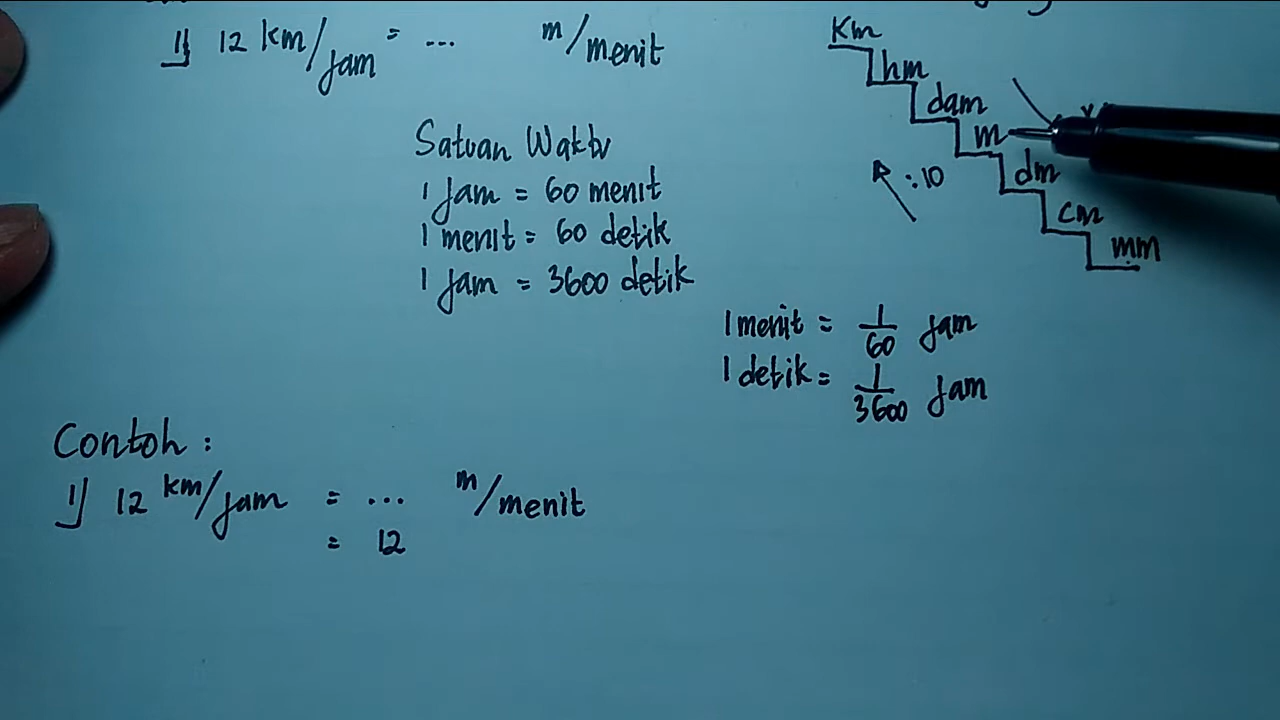 1) 12 km/jam = ... m/menit
Km
hm
dam
m
dm
cm
mm
:10
Satuan Waktu
1 Jam = 60 menit
1 menit = 60 detik
1 Jam = 3600 detik
1 menit = 1/60 Jam
1 detik = 1/3600 Jam
Contoh :
1) 12 km/jam = ... m/menit
= 12